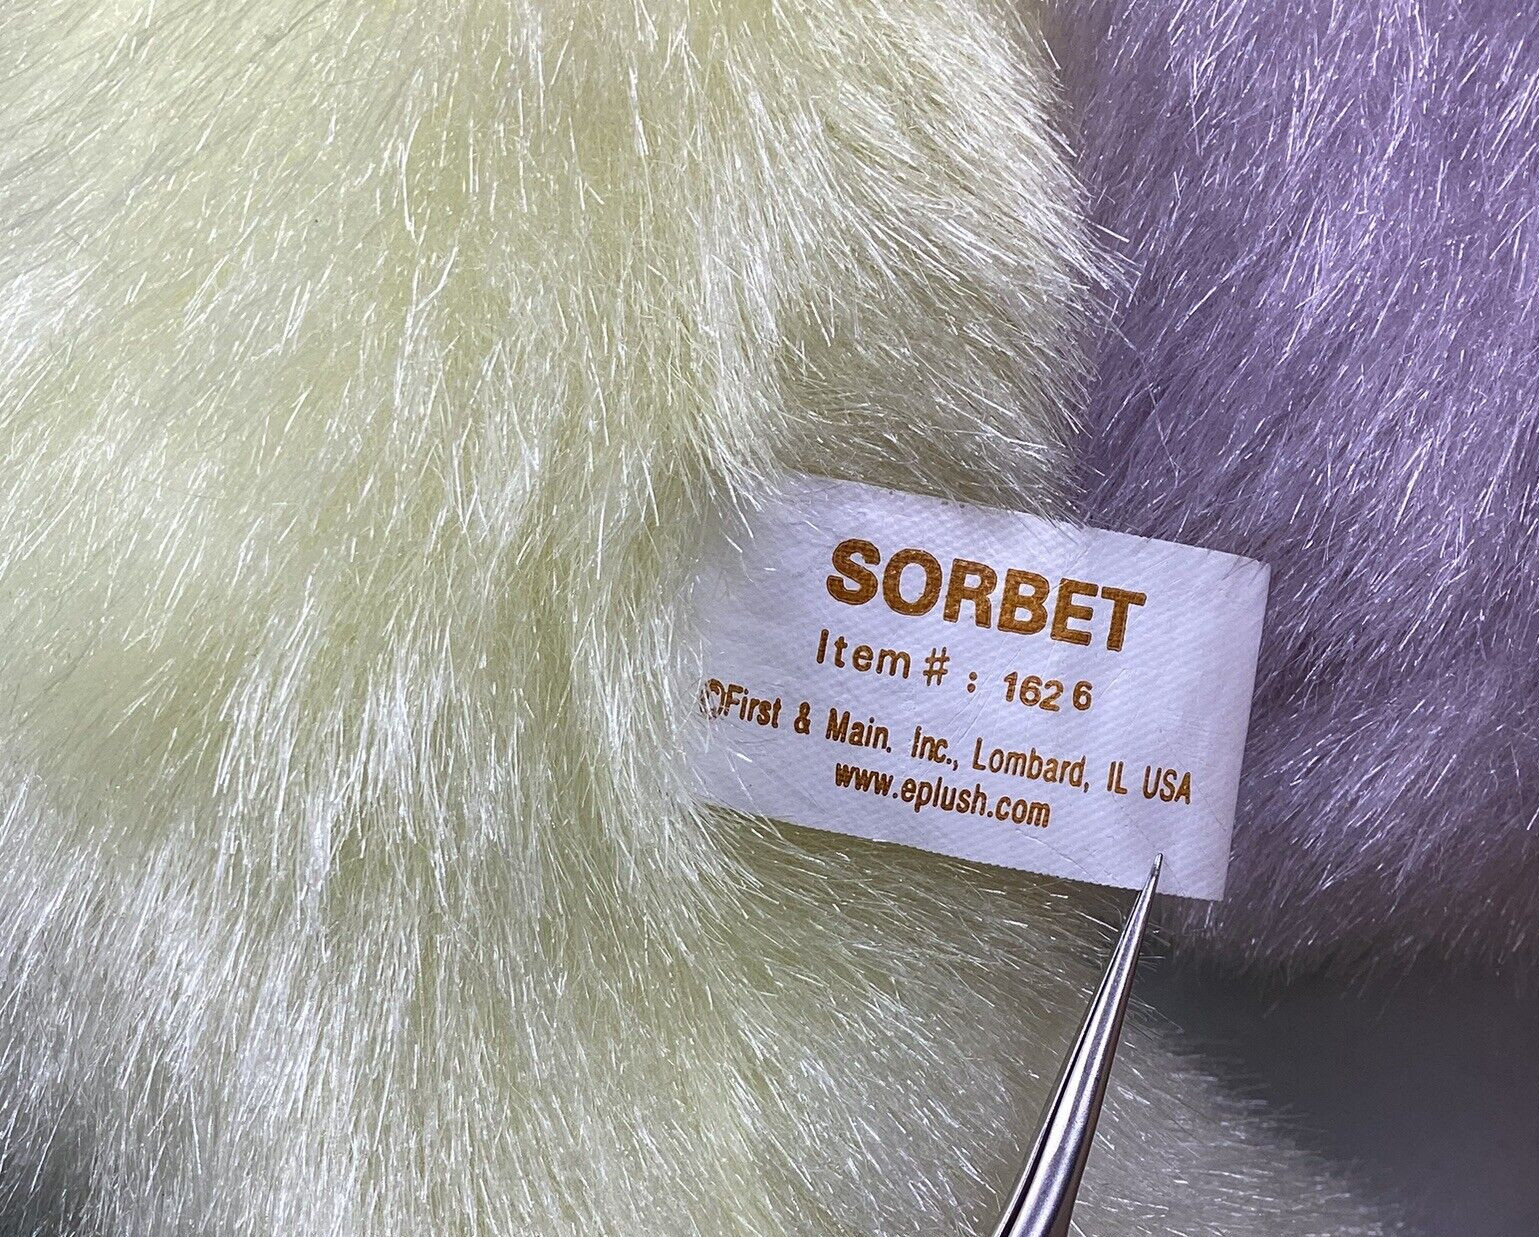 SORBET
Item # : 1626
©First & Main. Inc., Lombard, IL USA
www.eplush.com